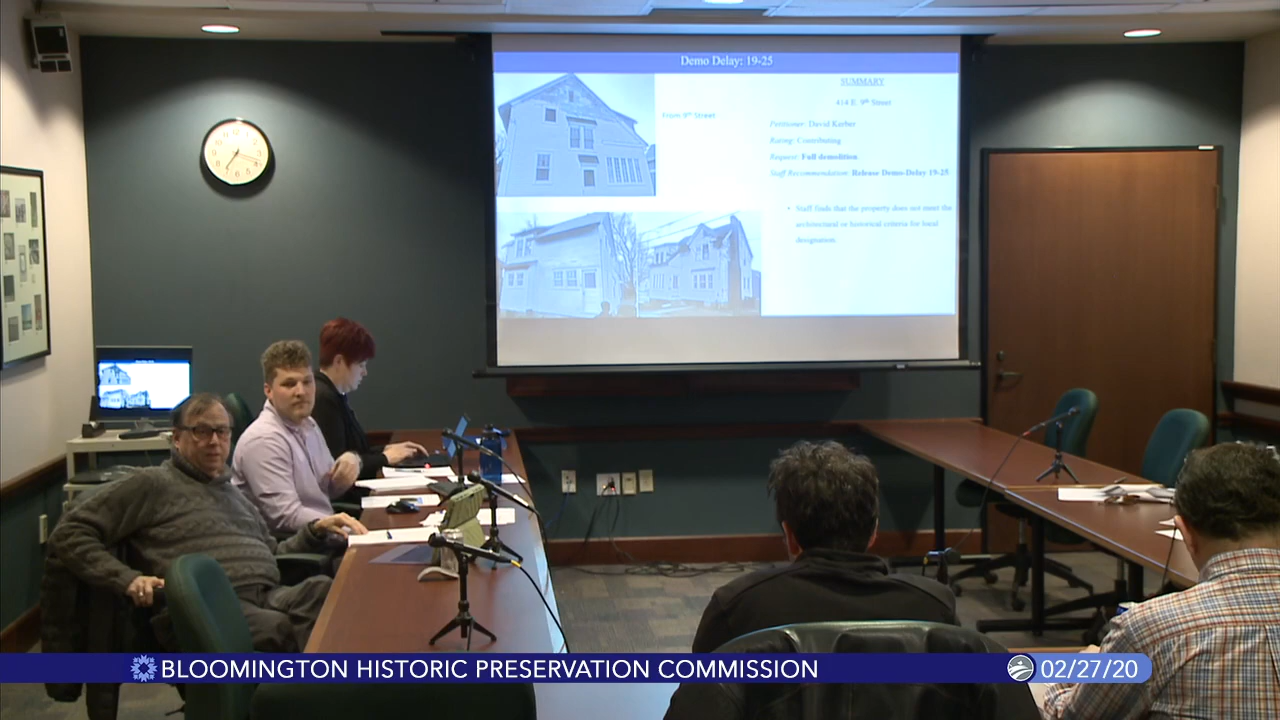 Demo Delay: 19-25
SUMMARY
From 8th Street
414 E. 9th Street
Petitioner: David Kerber
Rating: Contributing
Request: Full demolition
Staff Recommendation: Release Demo-Delay 19-25
• Staff finds that the property does not meet the
architectural or historical criteria for local
designation.
BLOOMINGTON HISTORIC PRESERVATION COMMISSION
02/27/20